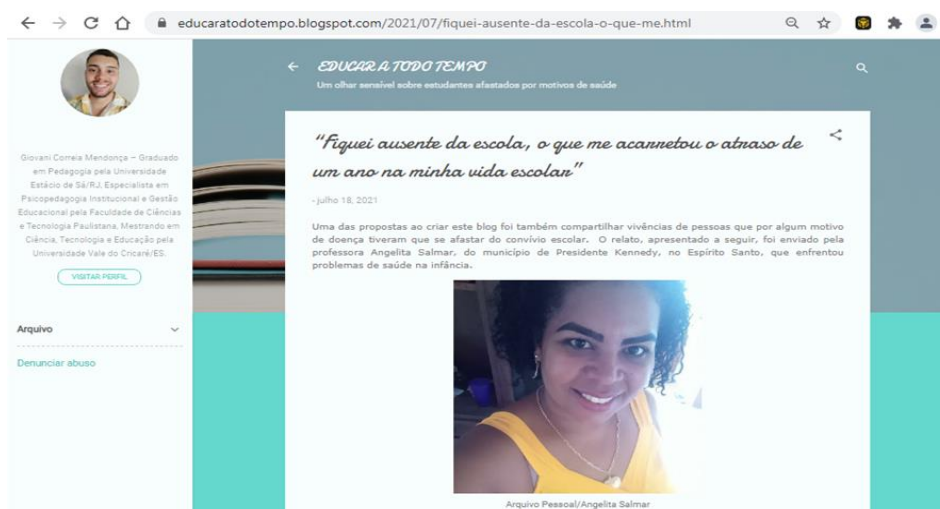 educaratodotempo.blogspot.com/2021/07/fiquei-ausente-da-escola-o-que-me.html
Giovani Correia Mendonça – Graduado
em Pedagogia pela Universidade
Estácio de Sá/RJ, Especialista em
Psicopedagogia Institucional e Gestão
Educacional pela Faculdade de Ciências
e Tecnologia Paulistana, Mestrando em
Ciência, Tecnologia e Educação pela
Universidade Vale do Cricaré/ES.
VISITAR PERFIL
Arquivo
Denunciar abuso
EDUCAR A TODO TEMPO
Um olhar sensível sobre estudantes afastados por motivos de saúde
"Fiquei ausente da escola, o que me acarretou o atraso de
um ano na minha vida escolar"
- julho 18, 2021
Uma das propostas ao criar este blog foi também compartilhar vivências de pessoas que por algum motivo
de doença tiveram que se afastar do convívio escolar. O relato, apresentado a seguir, foi enviado pela
professora Angelita Salmar, do município de Presidente Kennedy, no Espírito Santo, que enfrentou
problemas de saúde na infância.
Arquivo Pessoal/Angelita Salmar